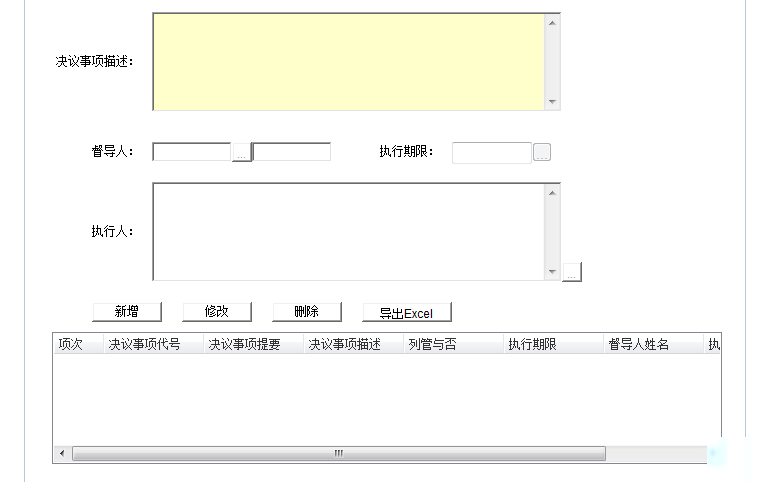 决议事项描述：
督导人： ... 执行期限： ...
执行人：
...
新增 修改 删除 导出Excel
项次 决议事项代号 决议事项提要 决议事项描述 列管与否 执行期限 督导人姓名 执